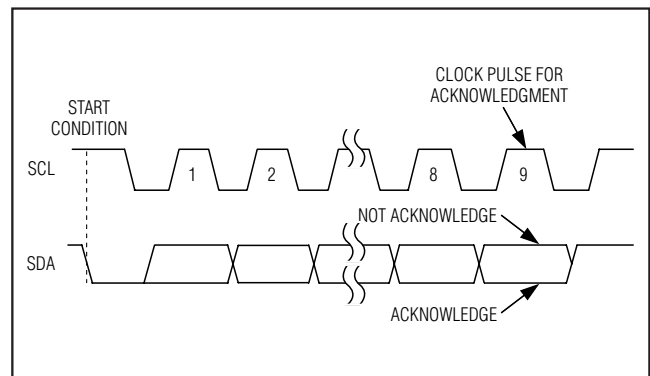 CLOCK PULSE FOR
ACKNOWLEDGMENT
START
CONDITION
SCL
1
2
8
9
NOT ACKNOWLEDGE
SDA
ACKNOWLEDGE